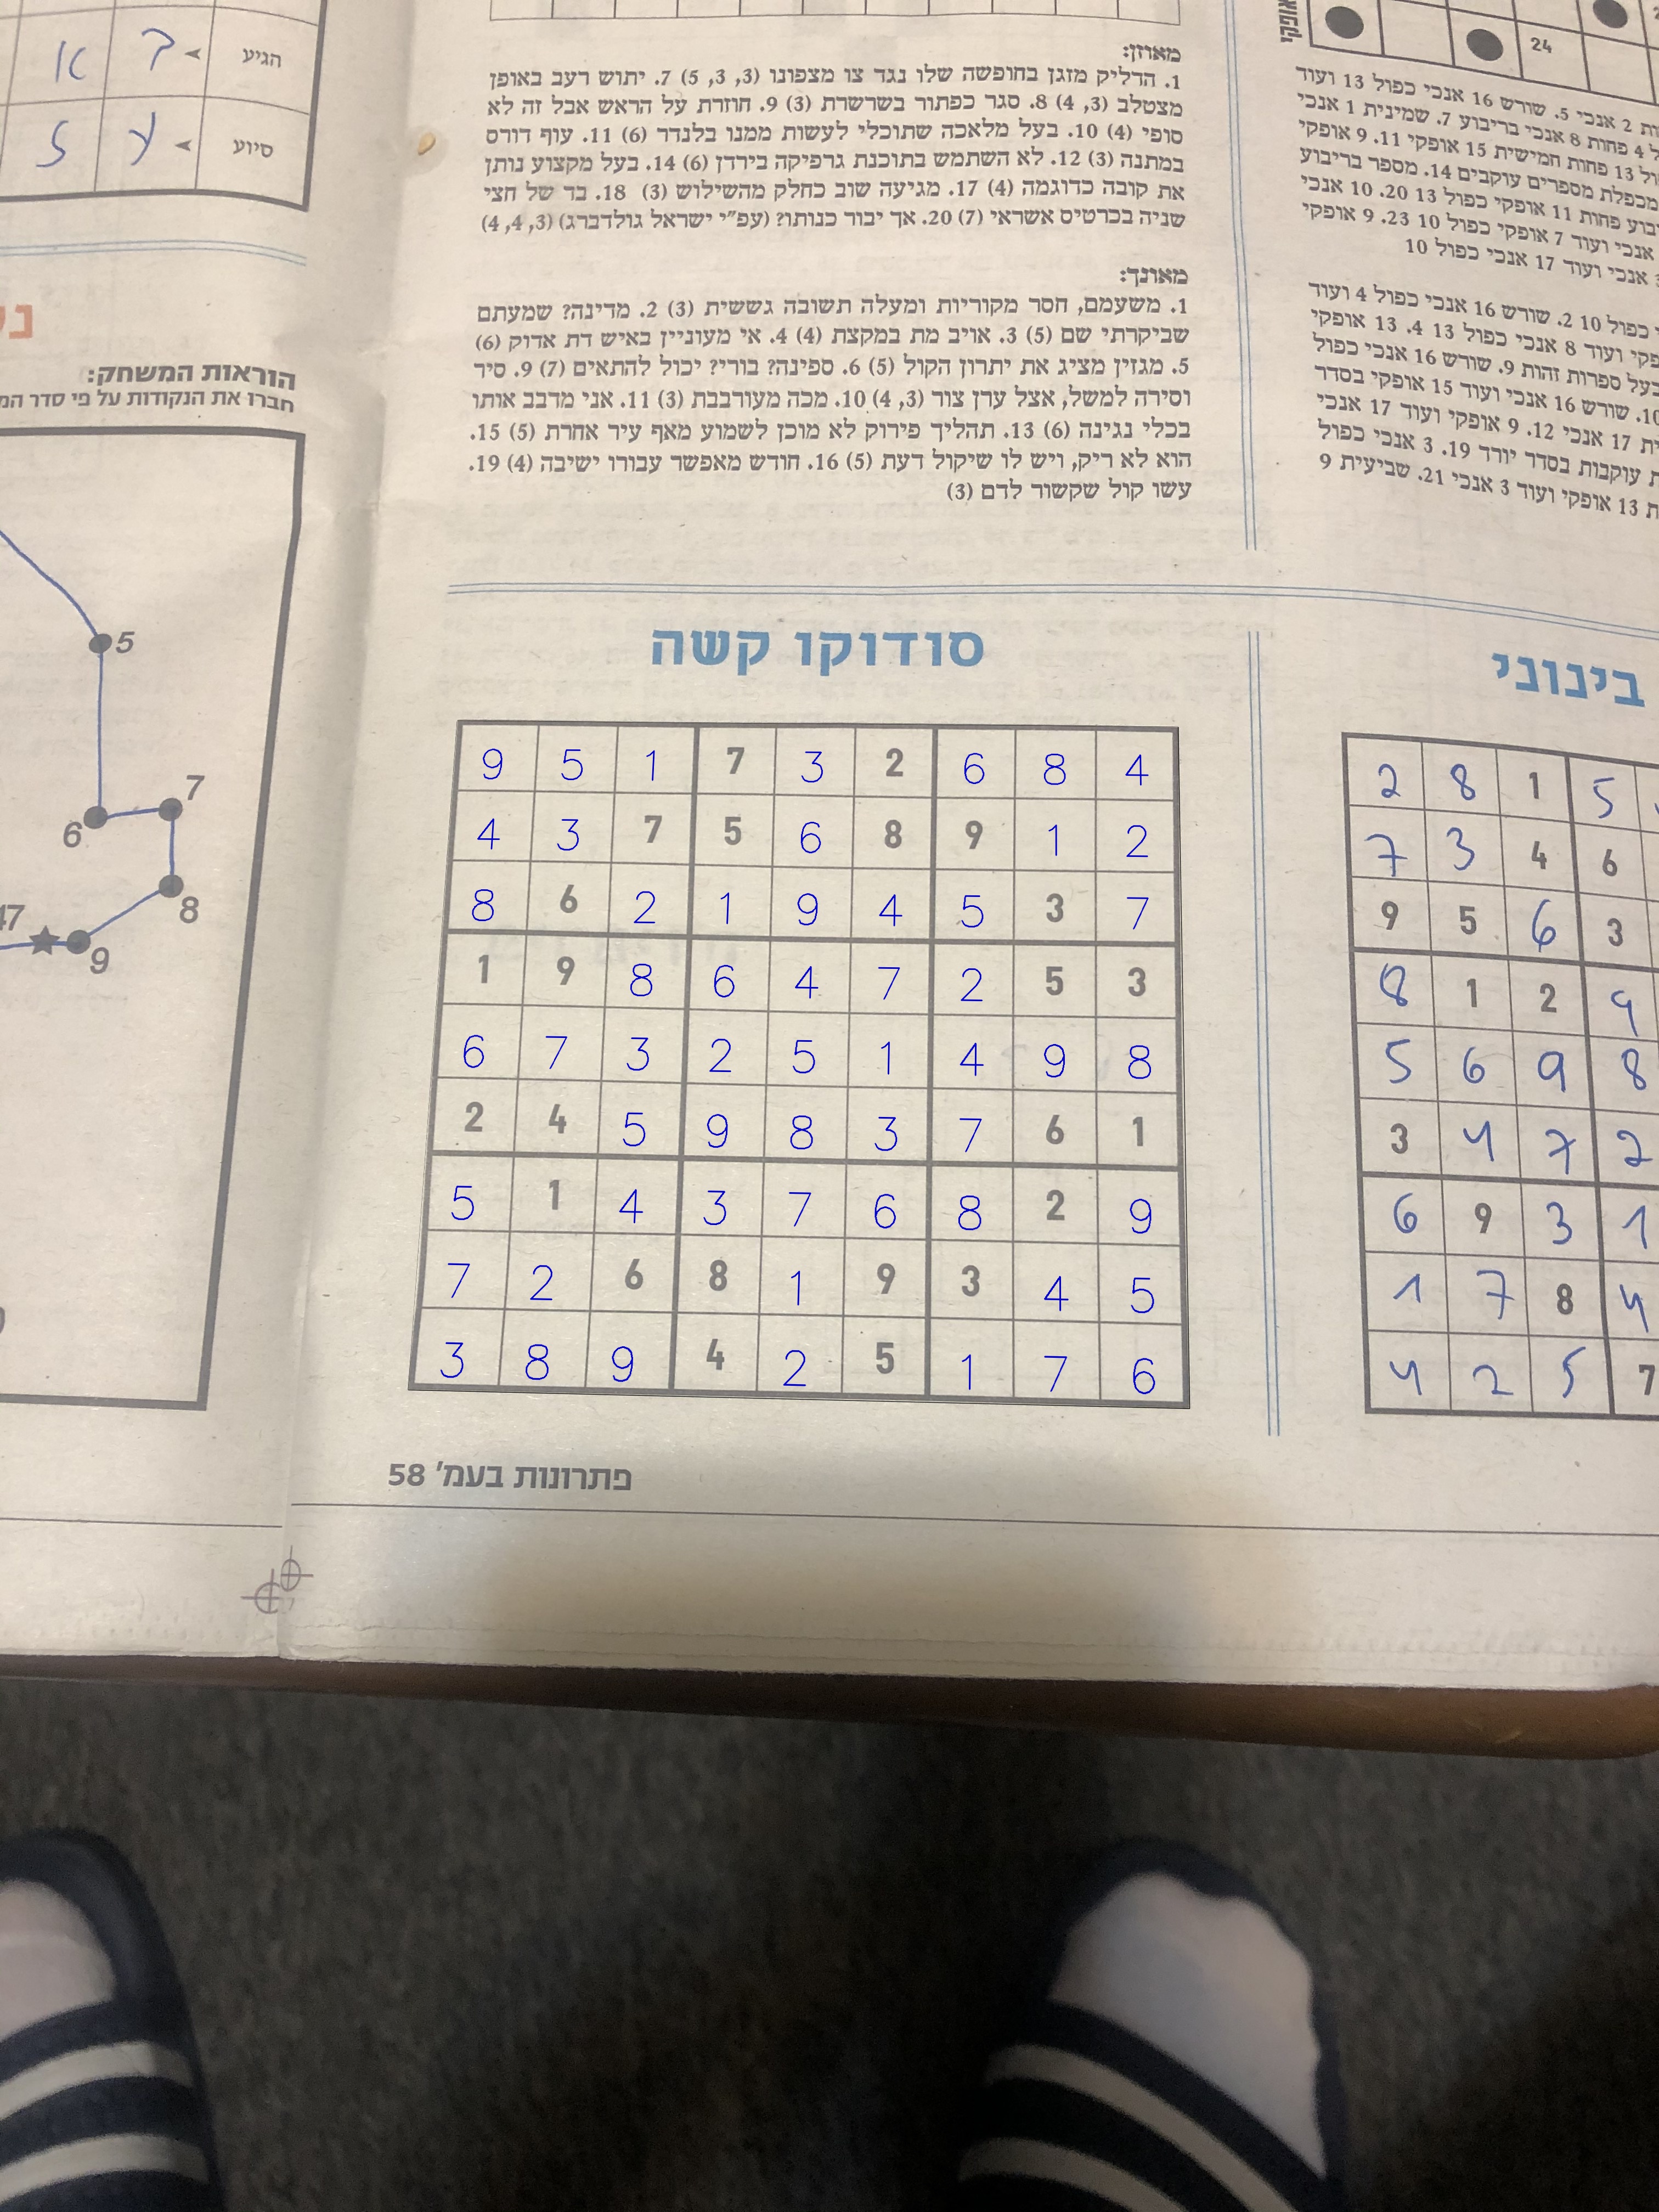 הגיע ק א
סיוע ל 5
מאוזן:
1. הדליק מזגן בחופשה שלו נגד צו מצפונו (3, 3, 5) 7. יתוש רעב באופן
מצטלב (3, 4) 8. סגר כפתור בשרשרת (3) 9. חוזרת על הראש אבל זה לא
סופי (4) 10. בעל מלאכה שתוכלי לעשות ממנו בלנדר (6) 11. עוף דורס
במתנה (3) 12. לא השתמש בתוכנת גרפיקה בירדן (6) 14. בעל מקצוע נותן
את קובה כדוגמה (4) 17. מגיעה שוב כחלק מהשילוש (3) 18. בד של חצי
שניה בכרטיס אשראי (7) 20. אך יבור כנותו? (עפ״י ישראל גולדברג) (3, 4, 4)
מאונך:
1. משעמם, חסר מקוריות ומעלה תשובה גששית (3) 2. מדינה? שמעתם
שביקרתי שם (5) 3. אויב מת במקצת (4) 4. אי מעוניין באיש דת אדוק (6)
5. מגזין מציג את יתרון הקול (5) 6. ספינה? בורי? יכול להתאים (7) 9. סיר
וסירה למשל, אצל ערן צור (3, 4) 10. מכה מעורבבת (3) 11. אני מדבב אותו
בכלי נגינה (6) 13. תהליך פירוק לא מוכן לשמוע מאף עיר אחרת (5) 15.
הוא לא ריק, ויש לו שיקול דעת (5) 16. חודש מאפשר עבורו ישיבה (4) 19.
עשו קול שקשור לדם (3)
אופקי
24
ות 2 אנכי 5. שורש 16 אנכי כפול 13 ועוד
4 פחות 8 אנכי בריבוע 7. שמינית 1 אנכי
13 פחות חמישית 15 אופקי 11. 9 אופקי
מכפלת מספרים עוקבים 14. מספר בריבוע
יבוע פחות 11 אופקי כפול 13 20. 10 אנכי
אנכי ועוד 7 אופקי כפול 10 23. 9 אופקי
אנכי ועוד 17 אנכי כפול 10
כפול 10 2. שורש 16 אנכי כפול 4 ועוד
פקי ועוד 8 אנכי כפול 13 4. 13 אופקי
בעל ספרות זהות 9. שורש 16 אנכי כפול
10. שורש 16 אנכי ועוד 15 אופקי בסדר
ית 17 אנכי 12. 9 אופקי ועוד 17 אנכי
ת עוקבות בסדר יורד 19. 3 אנכי כפול
ת 13 אופקי ועוד 3 אנכי 21. שביעית 9
הוראות המשחק:
חברו את הנקודות על פי סדר
5
6
7
8
47
9
סודוקו קשה
9 5 1 7 3 2 6 8 4
4 3 7 5 6 8 9 1 2
8 6 2 1 9 4 5 3 7
1 9 8 6 4 7 2 5 3
6 7 3 2 5 1 4 9 8
2 4 5 9 8 3 7 6 1
5 1 4 3 7 6 8 2 9
7 2 6 8 1 9 3 4 5
3 8 9 4 2 5 1 7 6
בינוני
2 8 1 5
7 3 4 6
9 5 6 3
8 1 2 9
5 6 9 8
3 4 7 2
6 9 3 1
1 7 8 4
4 2 5 7
פתרונות בעמ׳ 58